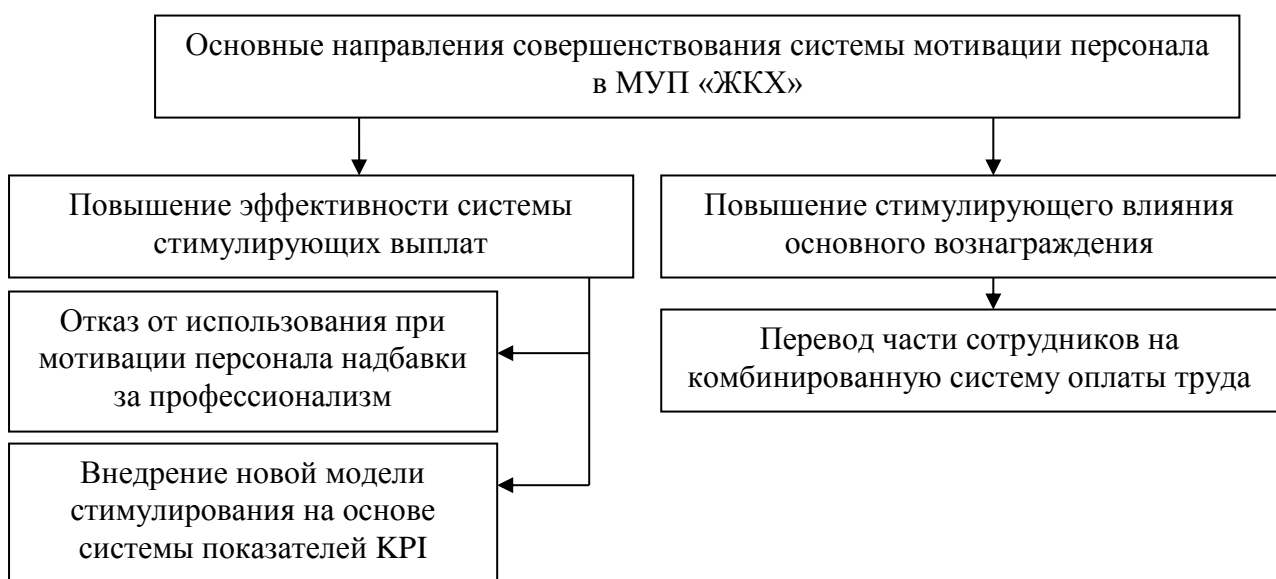 Основные направления совершенствования системы мотивации персонала
в МУП «ЖКХ»
Повышение эффективности системы
стимулирующих выплат
Повышение стимулирующего влияния
основного вознаграждения
Отказ от использования при
мотивации персонала надбавки
за профессионализм
Перевод части сотрудников на
комбинированную систему оплаты труда
Внедрение новой модели
стимулирования на основе
системы показателей KPI